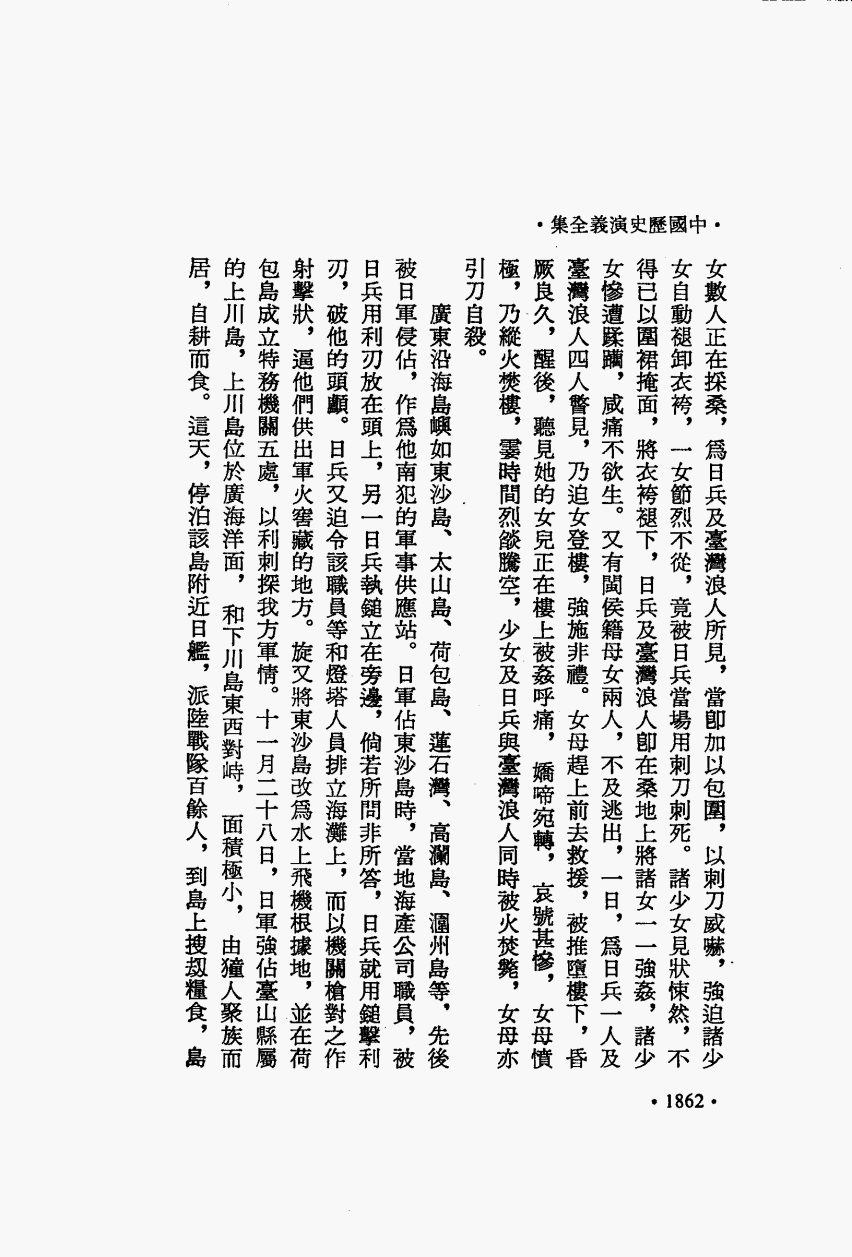 •中國歷史演義全集•
女數人正在採桑，爲日兵及臺灣浪人所見，當卽加以包圍，以刺刀威嚇，強迫諸少
女自動褪卸衣袴，一女節烈不從，竟被日兵當場用刺刀刺死。諸少女見狀悚然，不
得已以圍裙掩面，將衣袴褪下，日兵及臺灣浪人卽在桑地上將諸女一一強姦，諸少
女慘遭蹂躪，咸痛不欲生。又有閩侯籍母女兩人，不及逃出，一日，爲日兵一人及
臺灣浪人四人瞥見，乃迫女登樓，強施非禮。女母趕上前去救援，被推墮樓下，昏
厥良久，醒後，聽見她的女兒正在樓上被姦呼痛，嬌啼宛轉，哀號甚慘，女母憤
極，乃縱火焚樓，霎時間烈燄騰空，少女及日兵與臺灣浪人同時被火焚斃，女母亦
引刀自殺。
廣東沿海島嶼如東沙島、太山島、荷包島、蓮石灣、高瀾島、潿州島等，先後
被日軍侵佔，作爲他南犯的軍事供應站。日軍佔東沙島時，當地海產公司職員，被
日兵用利刃放在頭上，另一日兵執鎚立在旁邊，倘若所問非所答，日兵就用鎚擊利
刃，破他的頭顱。日兵又迫令該職員等和燈塔人員排立海灘上，而以機關槍對之作
射擊狀，逼他們供出軍火窖藏的地方。旋又將東沙島改爲水上飛機根據地，並在荷
包島成立特務機關五處，以利刺探我方軍情。十一月二十八日，日軍強佔臺山縣屬
的上川島，上川島位於廣海洋面，和下川島東西對峙，面積極小，由獞人聚族而
居，自耕而食。這天，停泊該島附近日艦，派陸戰隊百餘人，到島上搜刼糧食，島
•1862•